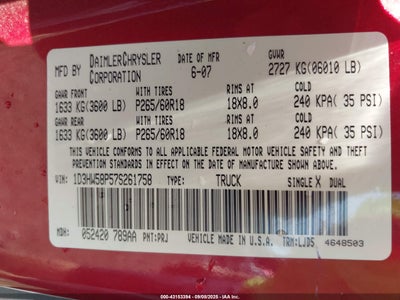 MFD BY DAIMLERCHRYSLER CORPORATION DATE OF MFR 6-07 GVWR 2727 KG(06010 LB)
GAWR FRONT WITH TIRES RIMS AT COLD
1633 KG(3600 LB) P265/60R18 18X8.0 240 KPA( 35 PSI)
GAWR REAR WITH TIRES RIMS AT COLD
1633 KG(3600 LB) P265/60R18 18X8.0 240 KPA( 35 PSI)
THIS VEHICLE CONFORMS TO ALL APPLICABLE FEDERAL MOTOR VEHICLE SAFETY AND
THEFT PREVENTION STANDARDS IN EFFECT ON THE DATE OF MANUFACTURE SHOWN ABOVE.
VEHICLE: 1D3HW58P57S261758 TYPE: TRUCK SINGLE X DUAL
MDH: 052420 789AA PNT:PRJ VEHICLE MADE IN U.S.A. TRM:LJDS 4648503
000-43153394 - 09/09/2025 - IAA